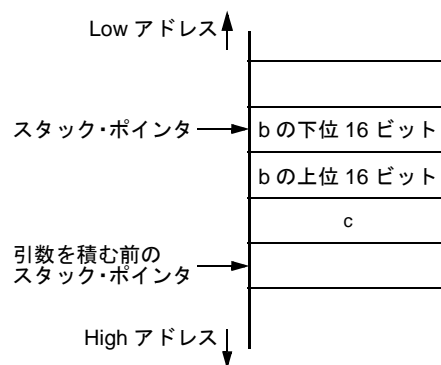 Low アドレス
スタック・ポインタ
b の下位 16 ビット
b の上位 16 ビット
c
引数を積む前の
スタック・ポインタ
High アドレス